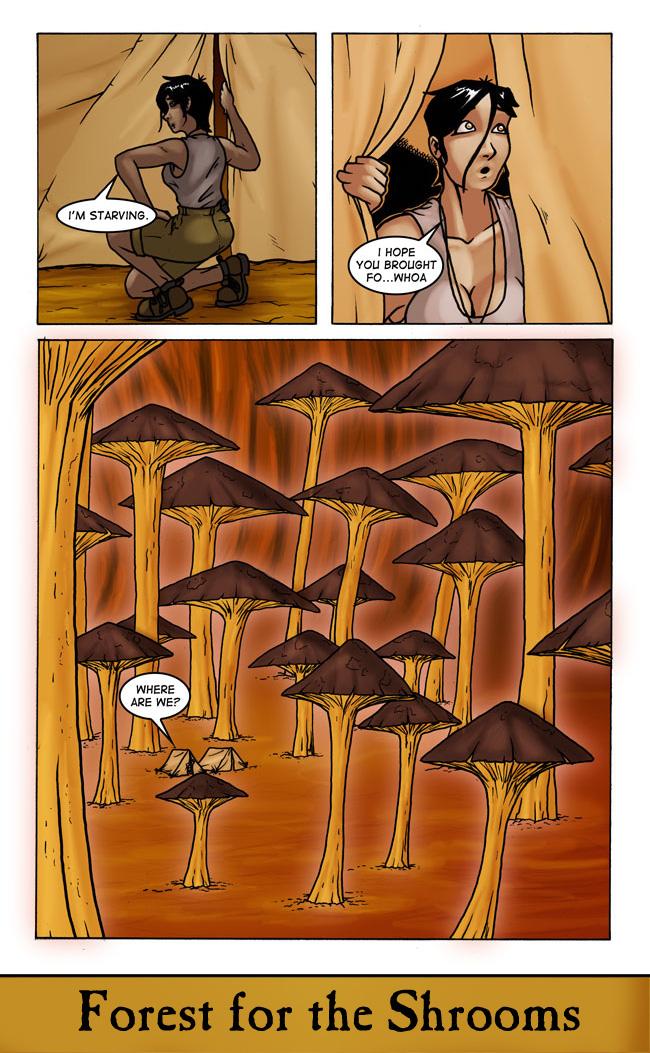 I'M STARVING.
I HOPE
YOU BROUGHT
FO...WHOA
WHERE
ARE WE?
Forest for the Shrooms